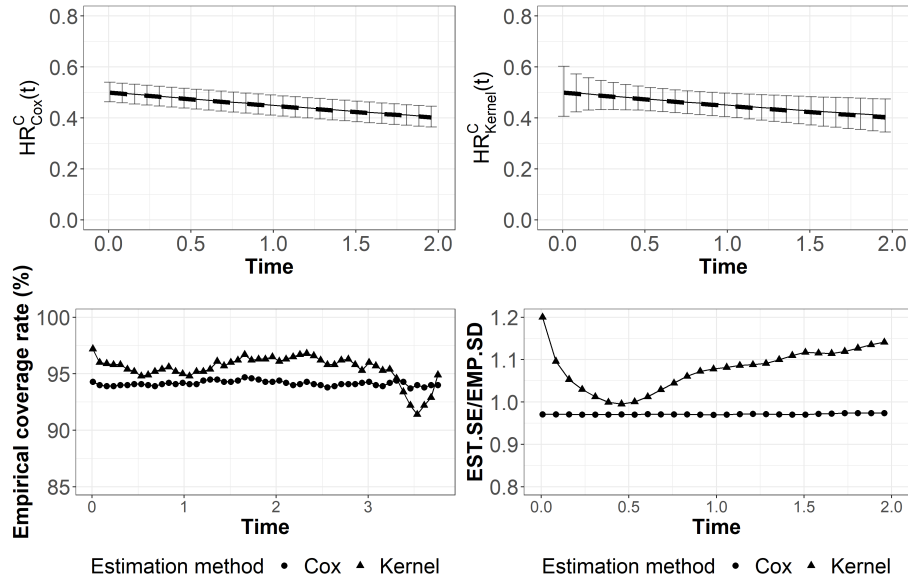 0.8
0.6
0.4
0.2
0.0
HR^C_Cox(t)
0.0 0.5 1.0 1.5 2.0
Time
0.8
0.6
0.4
0.2
0.0
HR^C_Kernel(t)
0.0 0.5 1.0 1.5 2.0
Time
100
95
90
85
Empirical coverage rate (%)
0 1 2 3
Time
Estimation method Cox Kernel
1.2
1.1
1.0
0.9
0.8
EST.SE/EMP.SD
0.0 0.5 1.0 1.5 2.0
Time
Estimation method Cox Kernel